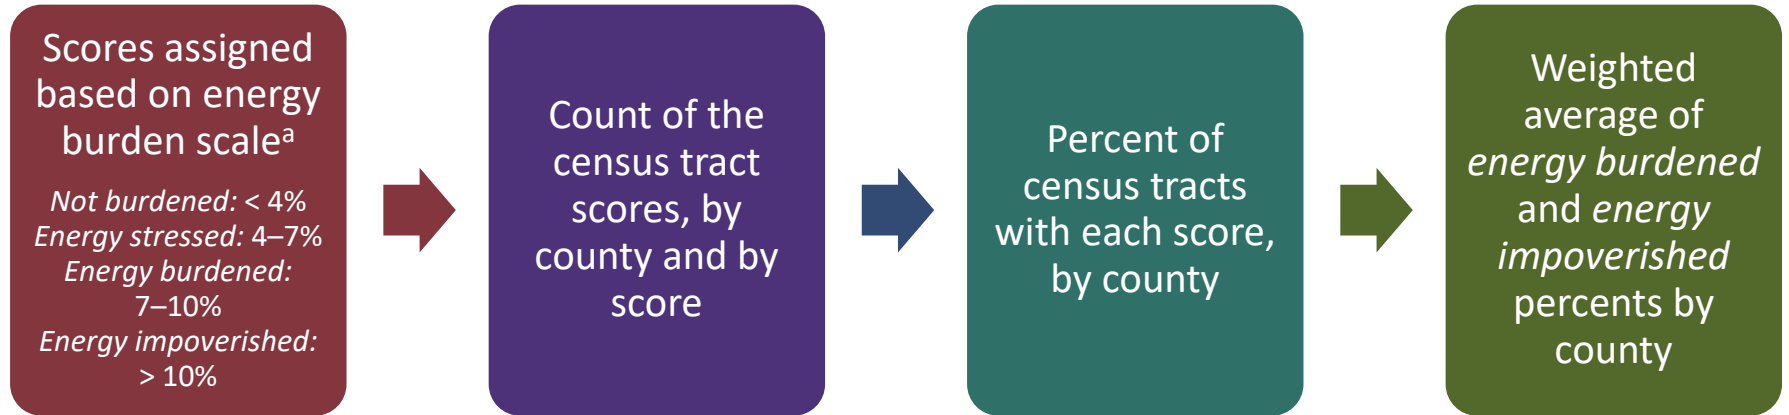 Scores assigned
based on energy
burden scaleᵃ
Not burdened: < 4%
Energy stressed: 4–7%
Energy burdened:
7–10%
Energy impoverished:
> 10%
Count of the
census tract
scores, by
county and by
score
Percent of
census tracts
with each score,
by county
Weighted
average of
energy burdened
and energy
impoverished
percents by
county